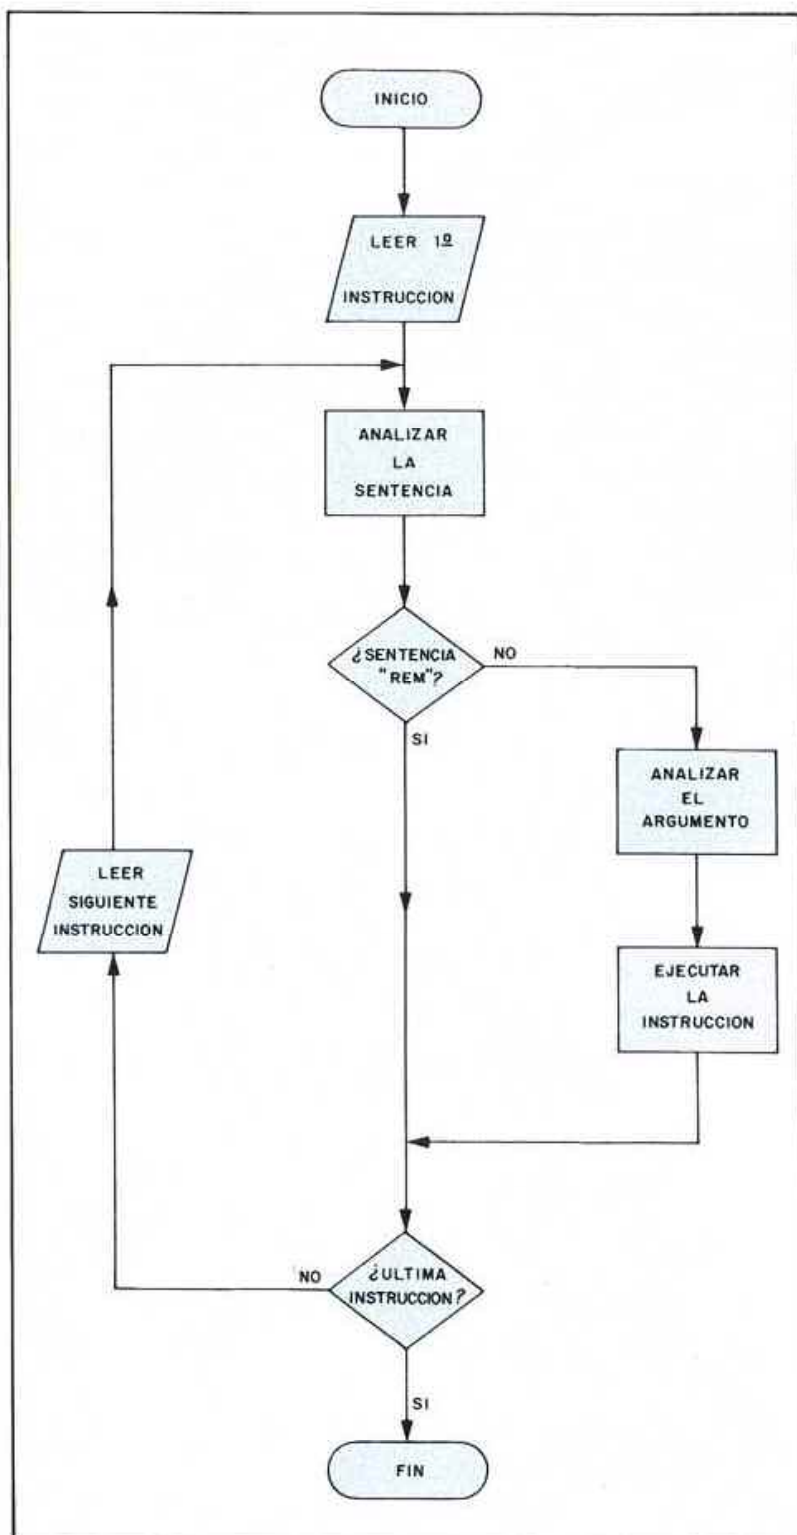 INICIO
LEER 1º
INSTRUCCION
ANALIZAR
LA
SENTENCIA
¿SENTENCIA
"REM"?
NO
SI
ANALIZAR
EL
ARGUMENTO
EJECUTAR
LA
INSTRUCCION
LEER
SIGUIENTE
INSTRUCCION
¿ULTIMA
INSTRUCCION?
NO
SI
FIN